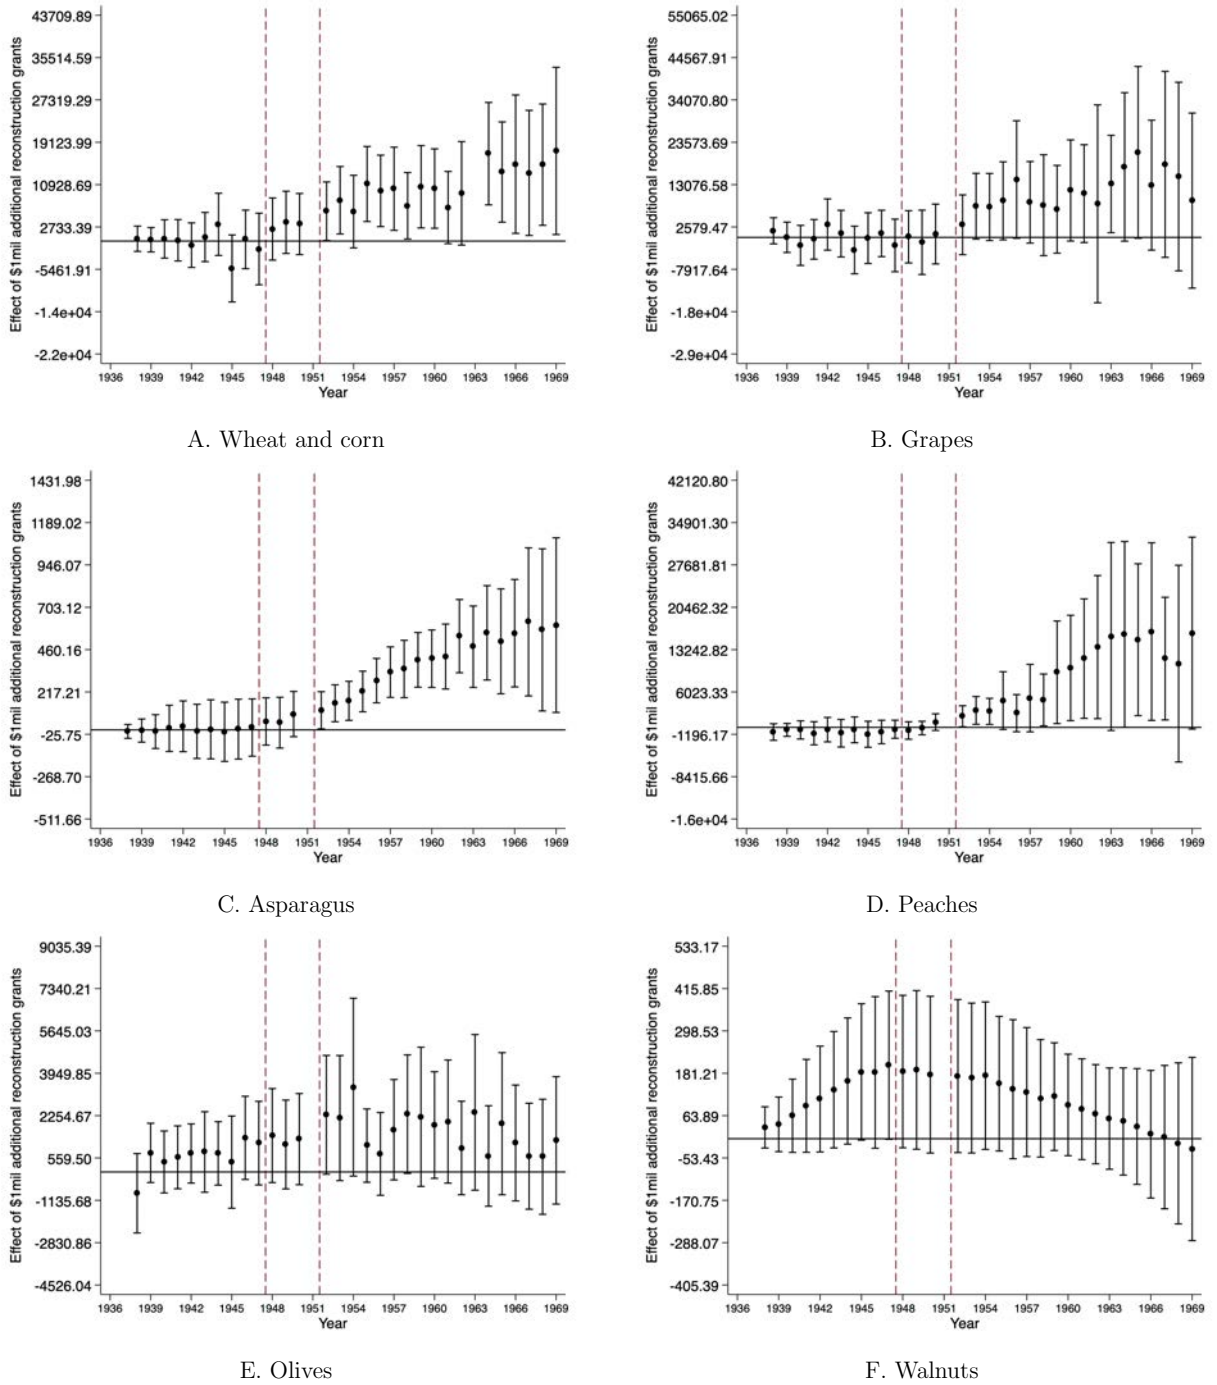 43709.89
35514.59
27319.29
19123.99
10928.69
2733.39
-5461.91
-1.4e+04
-2.2e+04
Effect of $1mil additional reconstruction grants
1936 1939 1942 1945 1948 1951 1954 1957 1960 1963 1966 1969
Year
A. Wheat and corn
55065.02
44567.91
34070.80
23573.69
13076.58
2579.47
-7917.64
-1.8e+04
-2.9e+04
Effect of $1mil additional reconstruction grants
1936 1939 1942 1945 1948 1951 1954 1957 1960 1963 1966 1969
Year
B. Grapes
1431.98
1189.02
946.07
703.12
460.16
217.21
-25.75
-268.70
-511.66
Effect of $1mil additional reconstruction grants
1936 1939 1942 1945 1948 1951 1954 1957 1960 1963 1966 1969
Year
C. Asparagus
42120.80
34901.30
27681.81
20462.32
13242.82
6023.33
-1196.17
-8415.66
-1.6e+04
Effect of $1mil additional reconstruction grants
1936 1939 1942 1945 1948 1951 1954 1957 1960 1963 1966 1969
Year
D. Peaches
9035.39
7340.21
5645.03
3949.85
2254.67
559.50
-1135.68
-2830.86
-4526.04
Effect of $1mil additional reconstruction grants
1936 1939 1942 1945 1948 1951 1954 1957 1960 1963 1966 1969
Year
E. Olives
533.17
415.85
298.53
181.21
63.89
-53.43
-170.75
-288.07
-405.39
Effect of $1mil additional reconstruction grants
1936 1939 1942 1945 1948 1951 1954 1957 1960 1963 1966 1969
Year
F. Walnuts